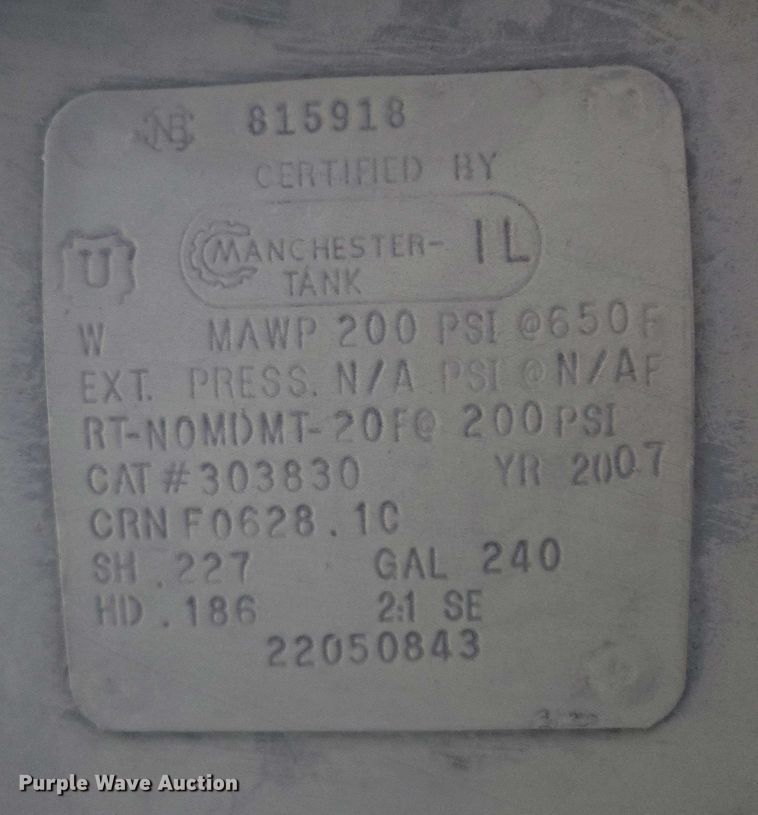 NB 815918
CERTIFIED BY
U
MANCHESTER- IL
TANK
W MAWP 200 PSI @650F
EXT. PRESS. N/A PSI @ N/AF
RT-NOMDMT-20F@ 200PSI
CAT#303830 YR 2007
CRN F0628.1C
SH .227 GAL 240
HD .186 2:1 SE
22050843
Purple Wave Auction